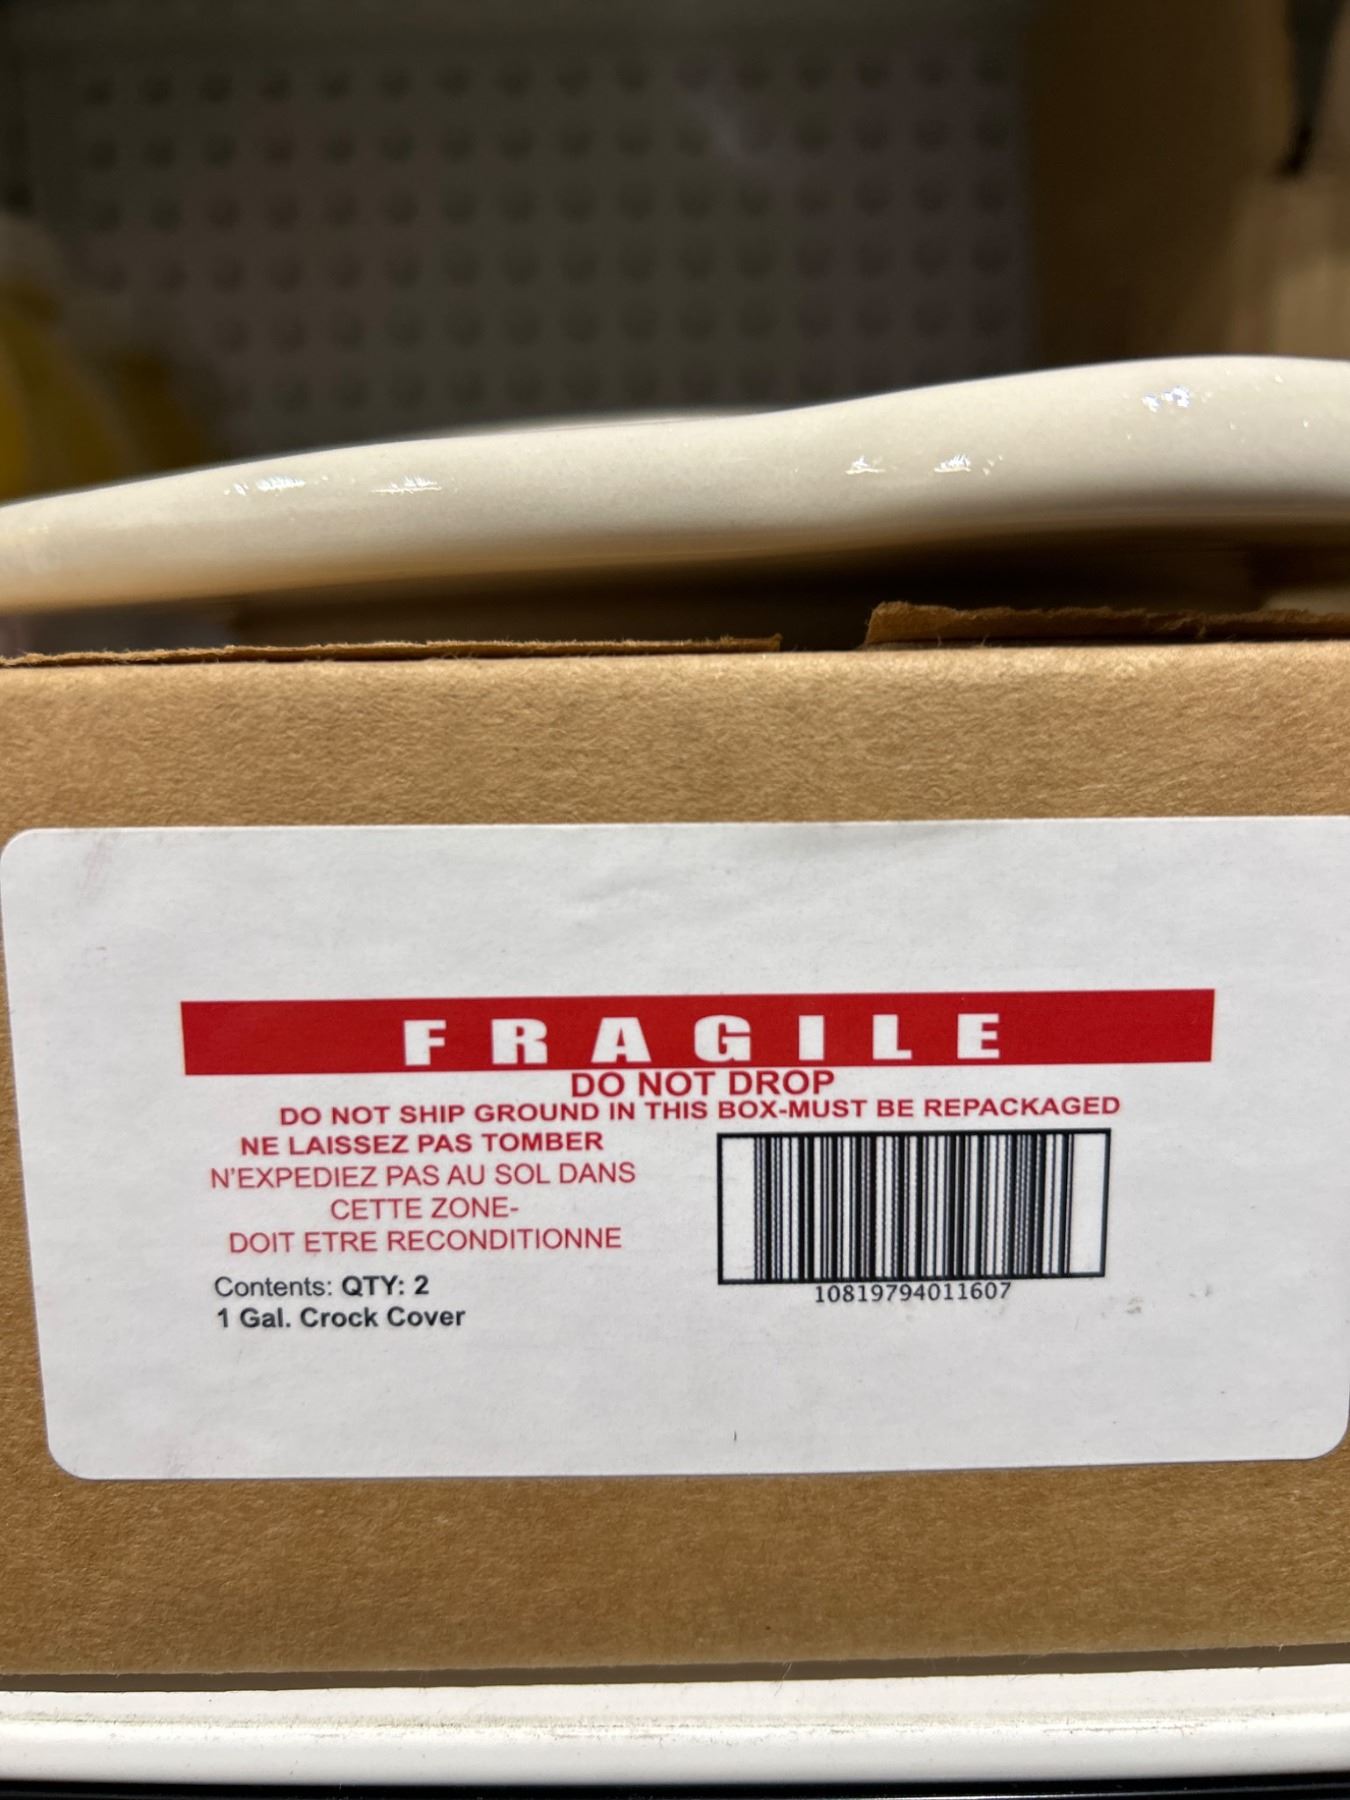 FRAGILE
DO NOT DROP
DO NOT SHIP GROUND IN THIS BOX-MUST BE REPACKAGED
NE LAISSEZ PAS TOMBER
N'EXPEDIEZ PAS AU SOL DANS
CETTE ZONE-
DOIT ETRE RECONDITIONNE
Contents: QTY: 2
1 Gal. Crock Cover
10819794011607